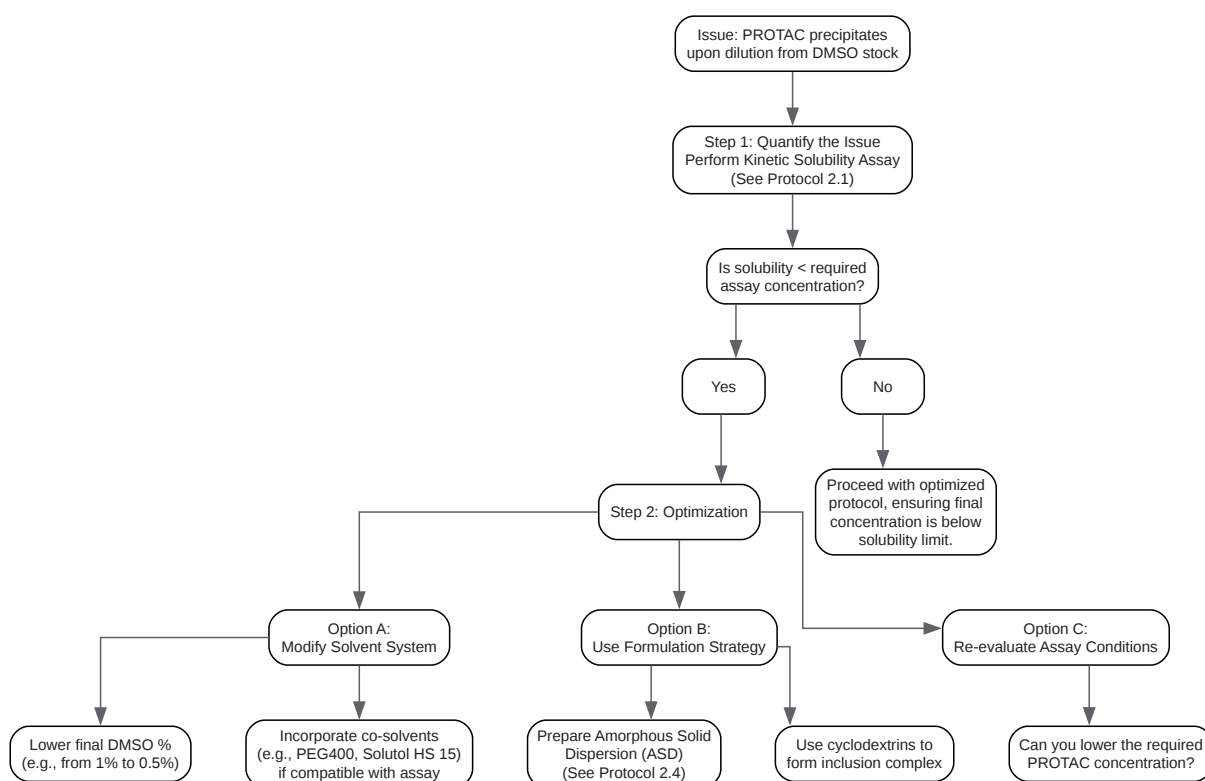 Issue: PROTAC precipitates
upon dilution from DMSO stock
Step 1: Quantify the Issue
Perform Kinetic Solubility Assay
(See Protocol 2.1)
Is solubility < required
assay concentration?
Yes
No
Proceed with optimized
protocol, ensuring final
concentration is below
solubility limit.
Step 2: Optimization
Option A:
Modify Solvent System
Option B:
Use Formulation Strategy
Option C:
Re-evaluate Assay Conditions
Lower final DMSO %
(e.g., from 1% to 0.5%)
Incorporate co-solvents
(e.g., PEG400, Solutol HS 15)
if compatible with assay
Prepare Amorphous Solid
Dispersion (ASD)
(See Protocol 2.4)
Use cyclodextrins to
form inclusion complex
Can you lower the required
PROTAC concentration?